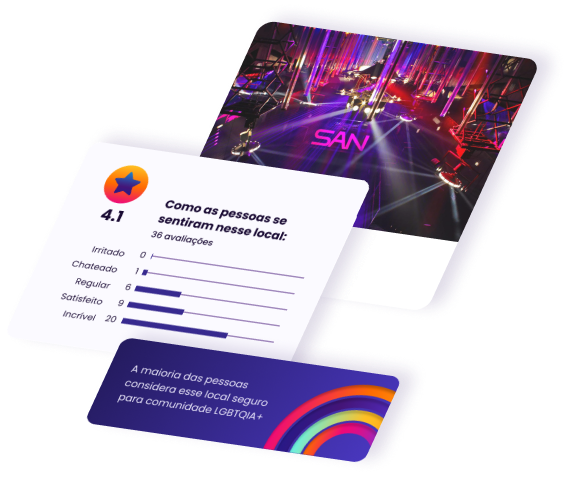 SAN
4.1
Como as pessoas se
sentiram nesse local:
36 avaliações
Irritado 0
Chateado 1
Regular 6
Satisfeito 9
Incrível 20
A maioria das pessoas
considera esse local seguro
para comunidade LGBTQIA+